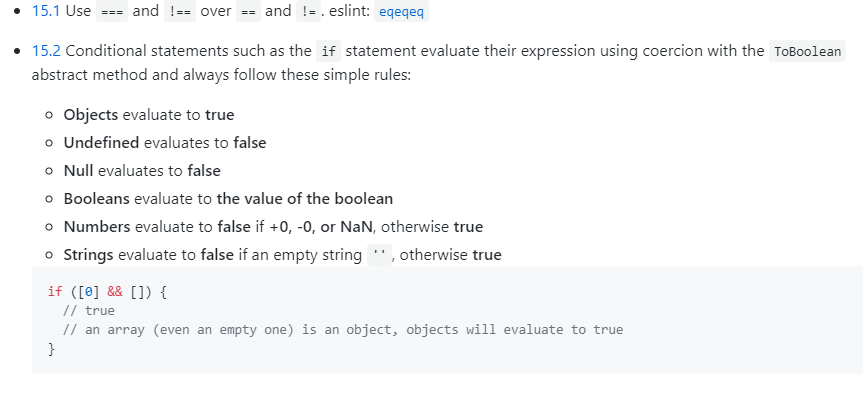 • 15.1 Use === and !== over == and !=. eslint: eqeqeq
• 15.2 Conditional statements such as the if statement evaluate their expression using coercion with the ToBoolean
abstract method and always follow these simple rules:
◦ Objects evaluate to true
◦ Undefined evaluates to false
◦ Null evaluates to false
◦ Booleans evaluate to the value of the boolean
◦ Numbers evaluate to false if +0, -0, or NaN, otherwise true
◦ Strings evaluate to false if an empty string '', otherwise true
if ([0] && []) {
  // true
  // an array (even an empty one) is an object, objects will evaluate to true
}